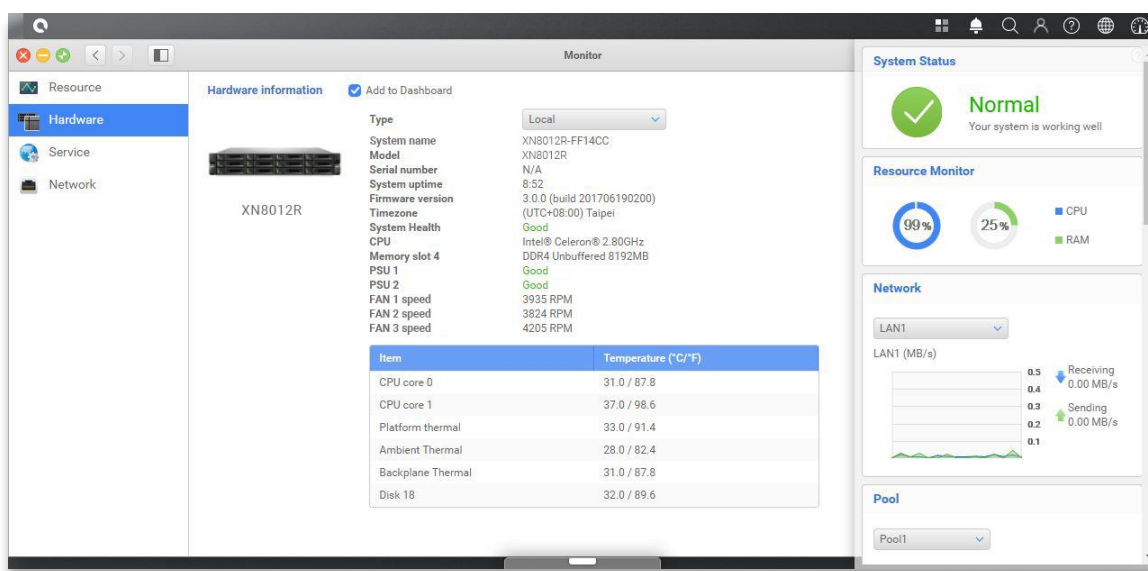 Monitor
Resource
Hardware
Service
Network
Hardware information
Add to Dashboard
XN8012R
Type Local
System name XN8012R-FF14CC
Model XN8012R
Serial number N/A
System uptime 8:52
Firmware version 3.0.0 (build 201706190200)
Timezone (UTC+08:00) Taipei
System Health Good
CPU Intel® Celeron® 2.80GHz
Memory slot 4 DDR4 Unbuffered 8192MB
PSU 1 Good
PSU 2 Good
FAN 1 speed 3935 RPM
FAN 2 speed 3824 RPM
FAN 3 speed 4205 RPM
Item Temperature (°C/°F)
CPU core 0 31.0 / 87.8
CPU core 1 37.0 / 98.6
Platform thermal 33.0 / 91.4
Ambient Thermal 28.0 / 82.4
Backplane Thermal 31.0 / 87.8
Disk 18 32.0 / 89.6
System Status
Normal
Your system is working well
Resource Monitor
99%
25%
CPU
RAM
Network
LAN1
LAN1 (MB/s)
0.5
0.4
0.3
0.2
0.1
Receiving
0.00 MB/s
Sending
0.00 MB/s
Pool
Pool1